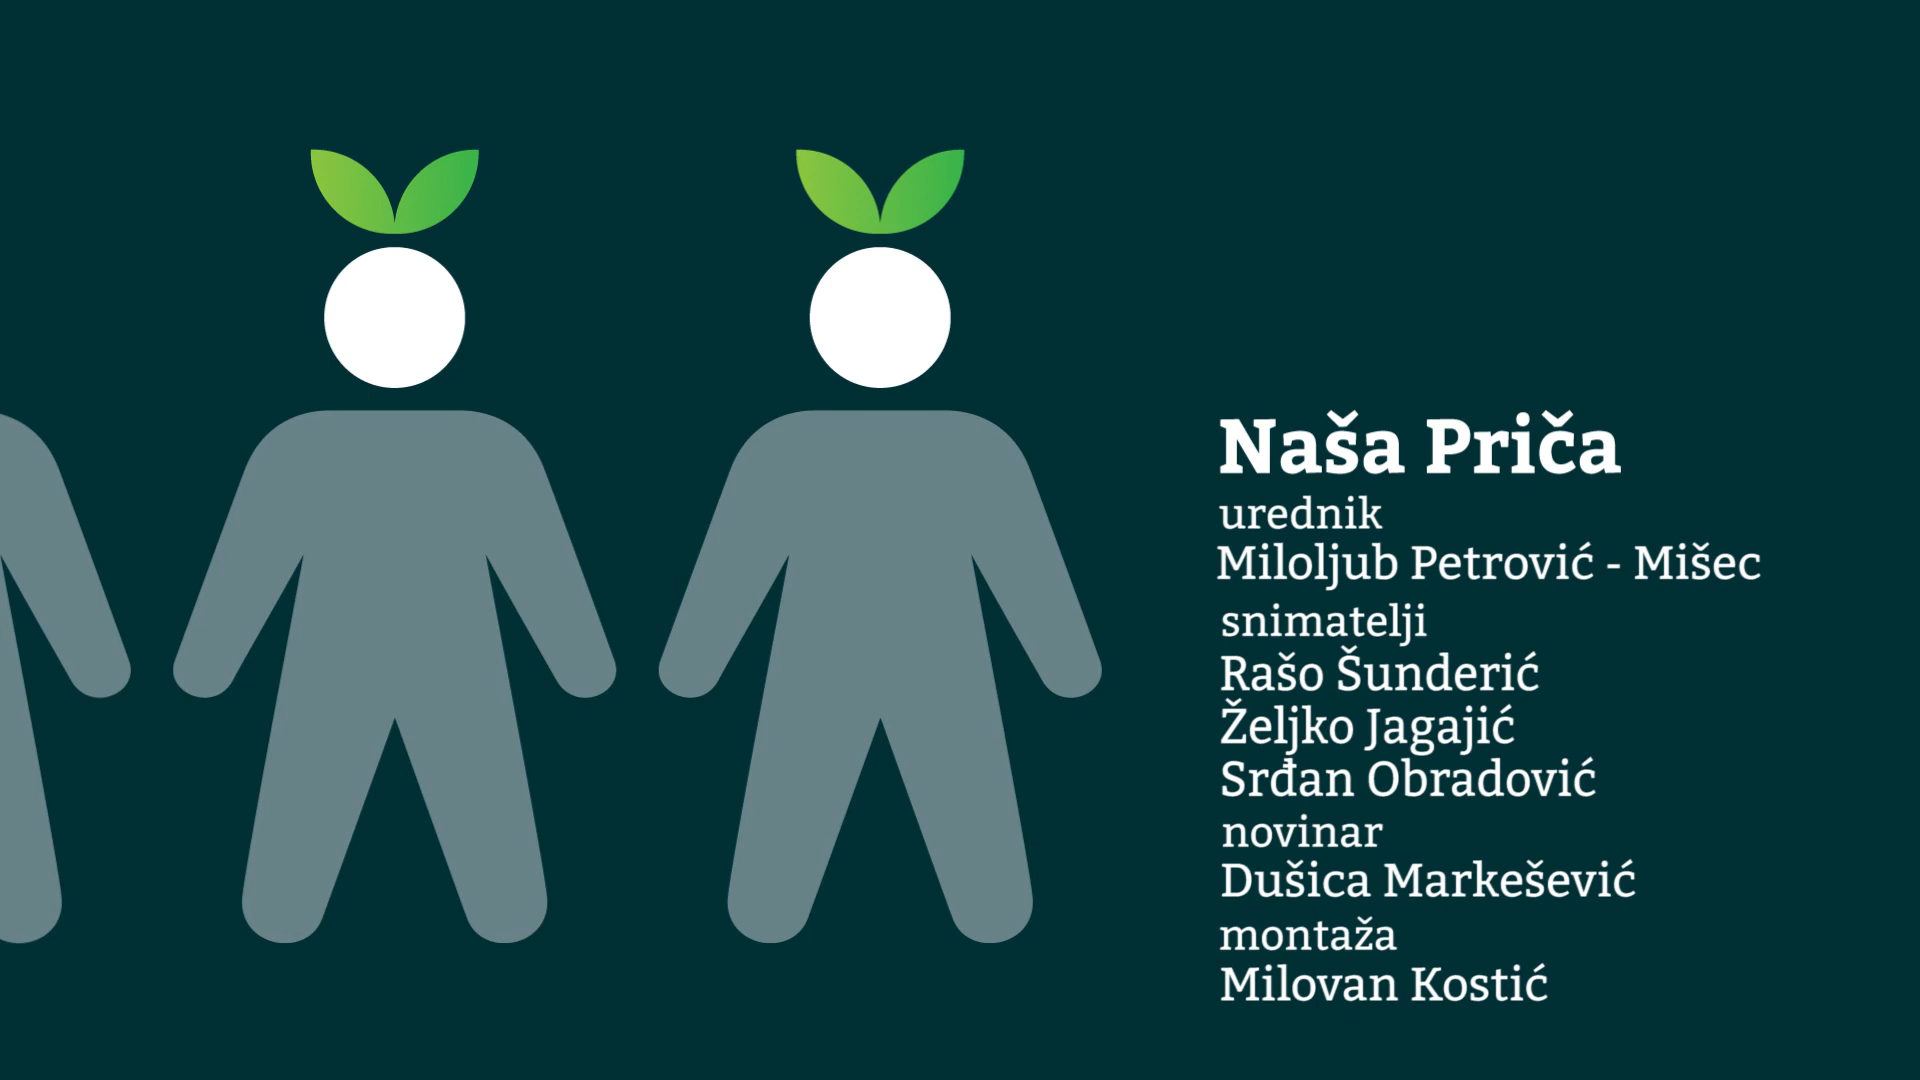 Naša Priča
urednik
Miloljub Petrović - Mišec
snimatelji
Rašo Šunderić
Željko Jagajić
Srđan Obradović
novinar
Dušica Markešević
montaža
Milovan Kostić